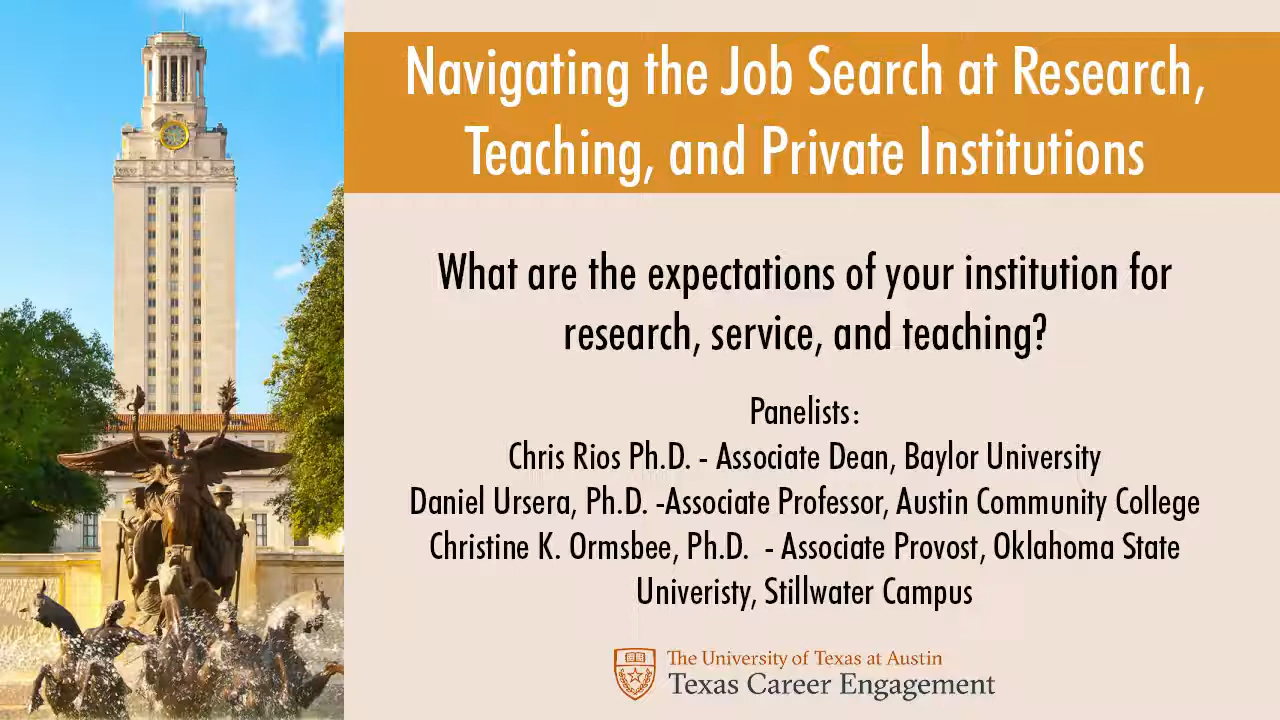 Navigating the Job Search at Research,
Teaching, and Private Institutions
What are the expectations of your institution for
research, service, and teaching?
Panelists:
Chris Rios Ph.D. - Associate Dean, Baylor University
Daniel Ursera, Ph.D. -Associate Professor, Austin Community College
Christine K. Ormsbee, Ph.D.  - Associate Provost, Oklahoma State
Univeristy, Stillwater Campus
The University of Texas at Austin
Texas Career Engagement